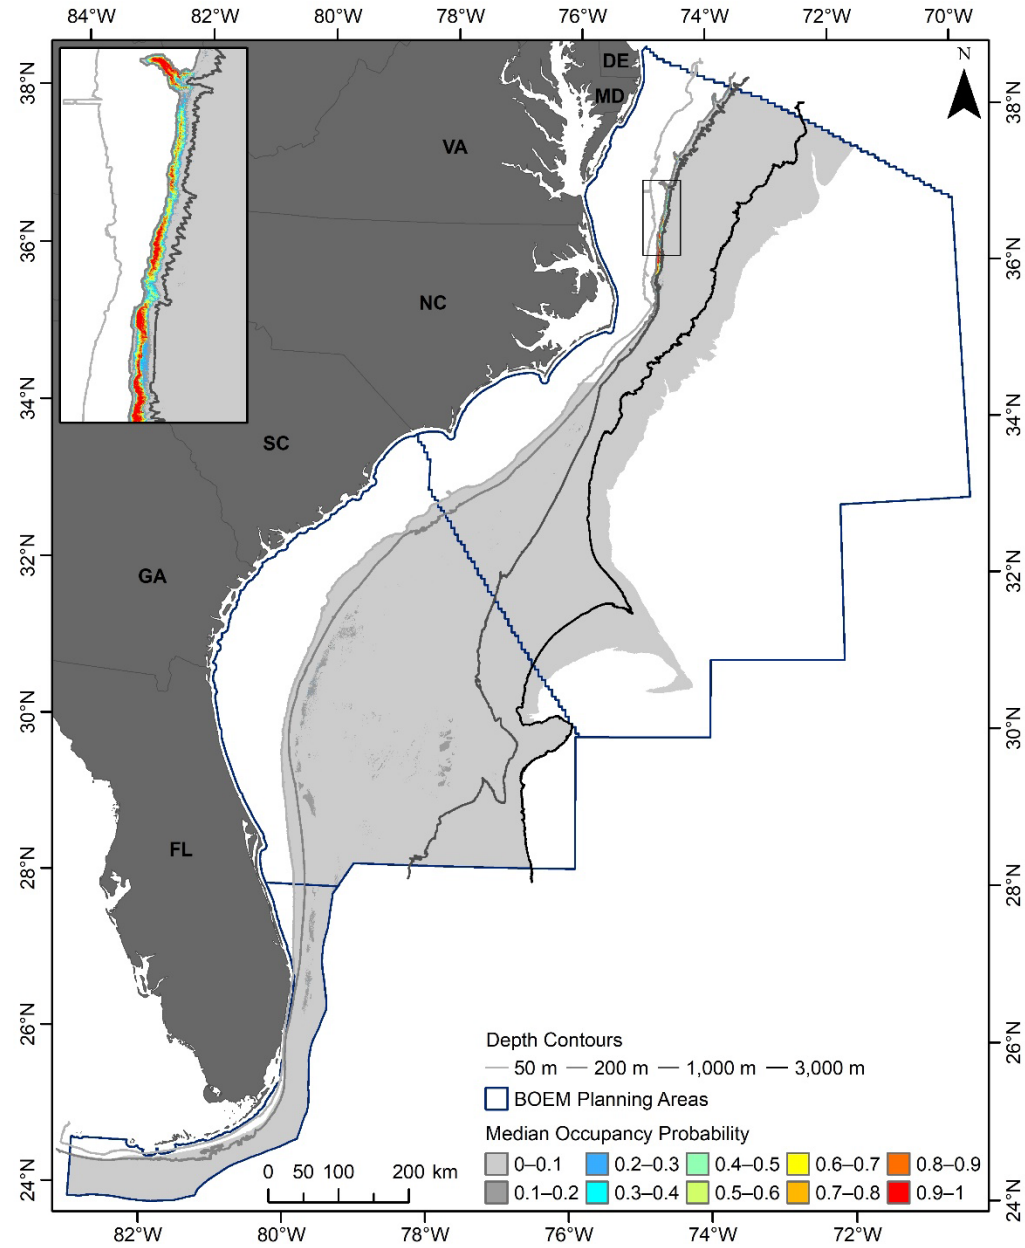 84°W 82°W 80°W 78°W 76°W 74°W 72°W 70°W
N
DE
MD
VA
NC
SC
GA
FL
38°N
36°N
34°N
32°N
30°N
28°N
26°N
24°N
38°N
36°N
34°N
32°N
30°N
28°N
26°N
24°N
Depth Contours
50 m 200 m 1,000 m 3,000 m
BOEM Planning Areas
Median Occupancy Probability
0–0.1 0.2–0.3 0.4–0.5 0.6–0.7 0.8–0.9
0.1–0.2 0.3–0.4 0.5–0.6 0.7–0.8 0.9–1
0 50 100 200 km
82°W 80°W 78°W 76°W 74°W 72°W